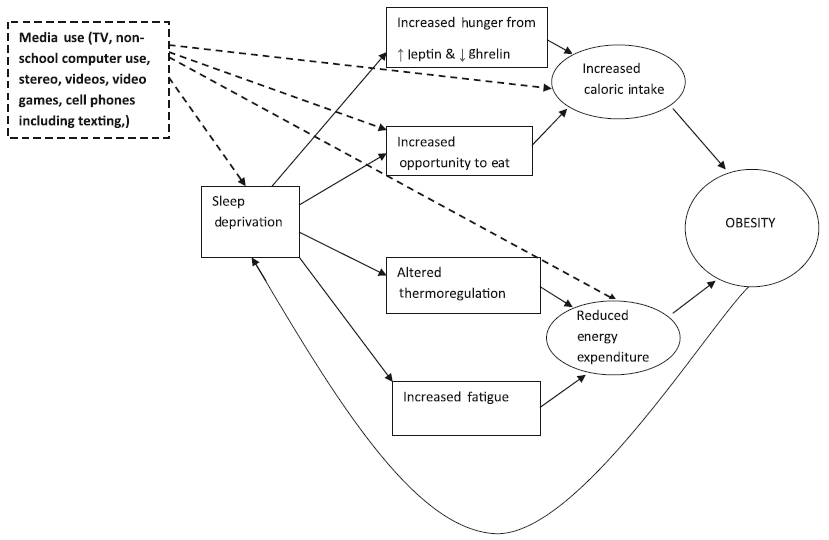 Media use (TV, non-
school computer use,
stereo, videos, video
games, cell phones
including texting,)
Increased hunger from
↑ leptin & ↓ ghrelin
Increased
caloric intake
Increased
opportunity to eat
Sleep
deprivation
OBESITY
Altered
thermoregulation
Reduced
energy
expenditure
Increased fatigue